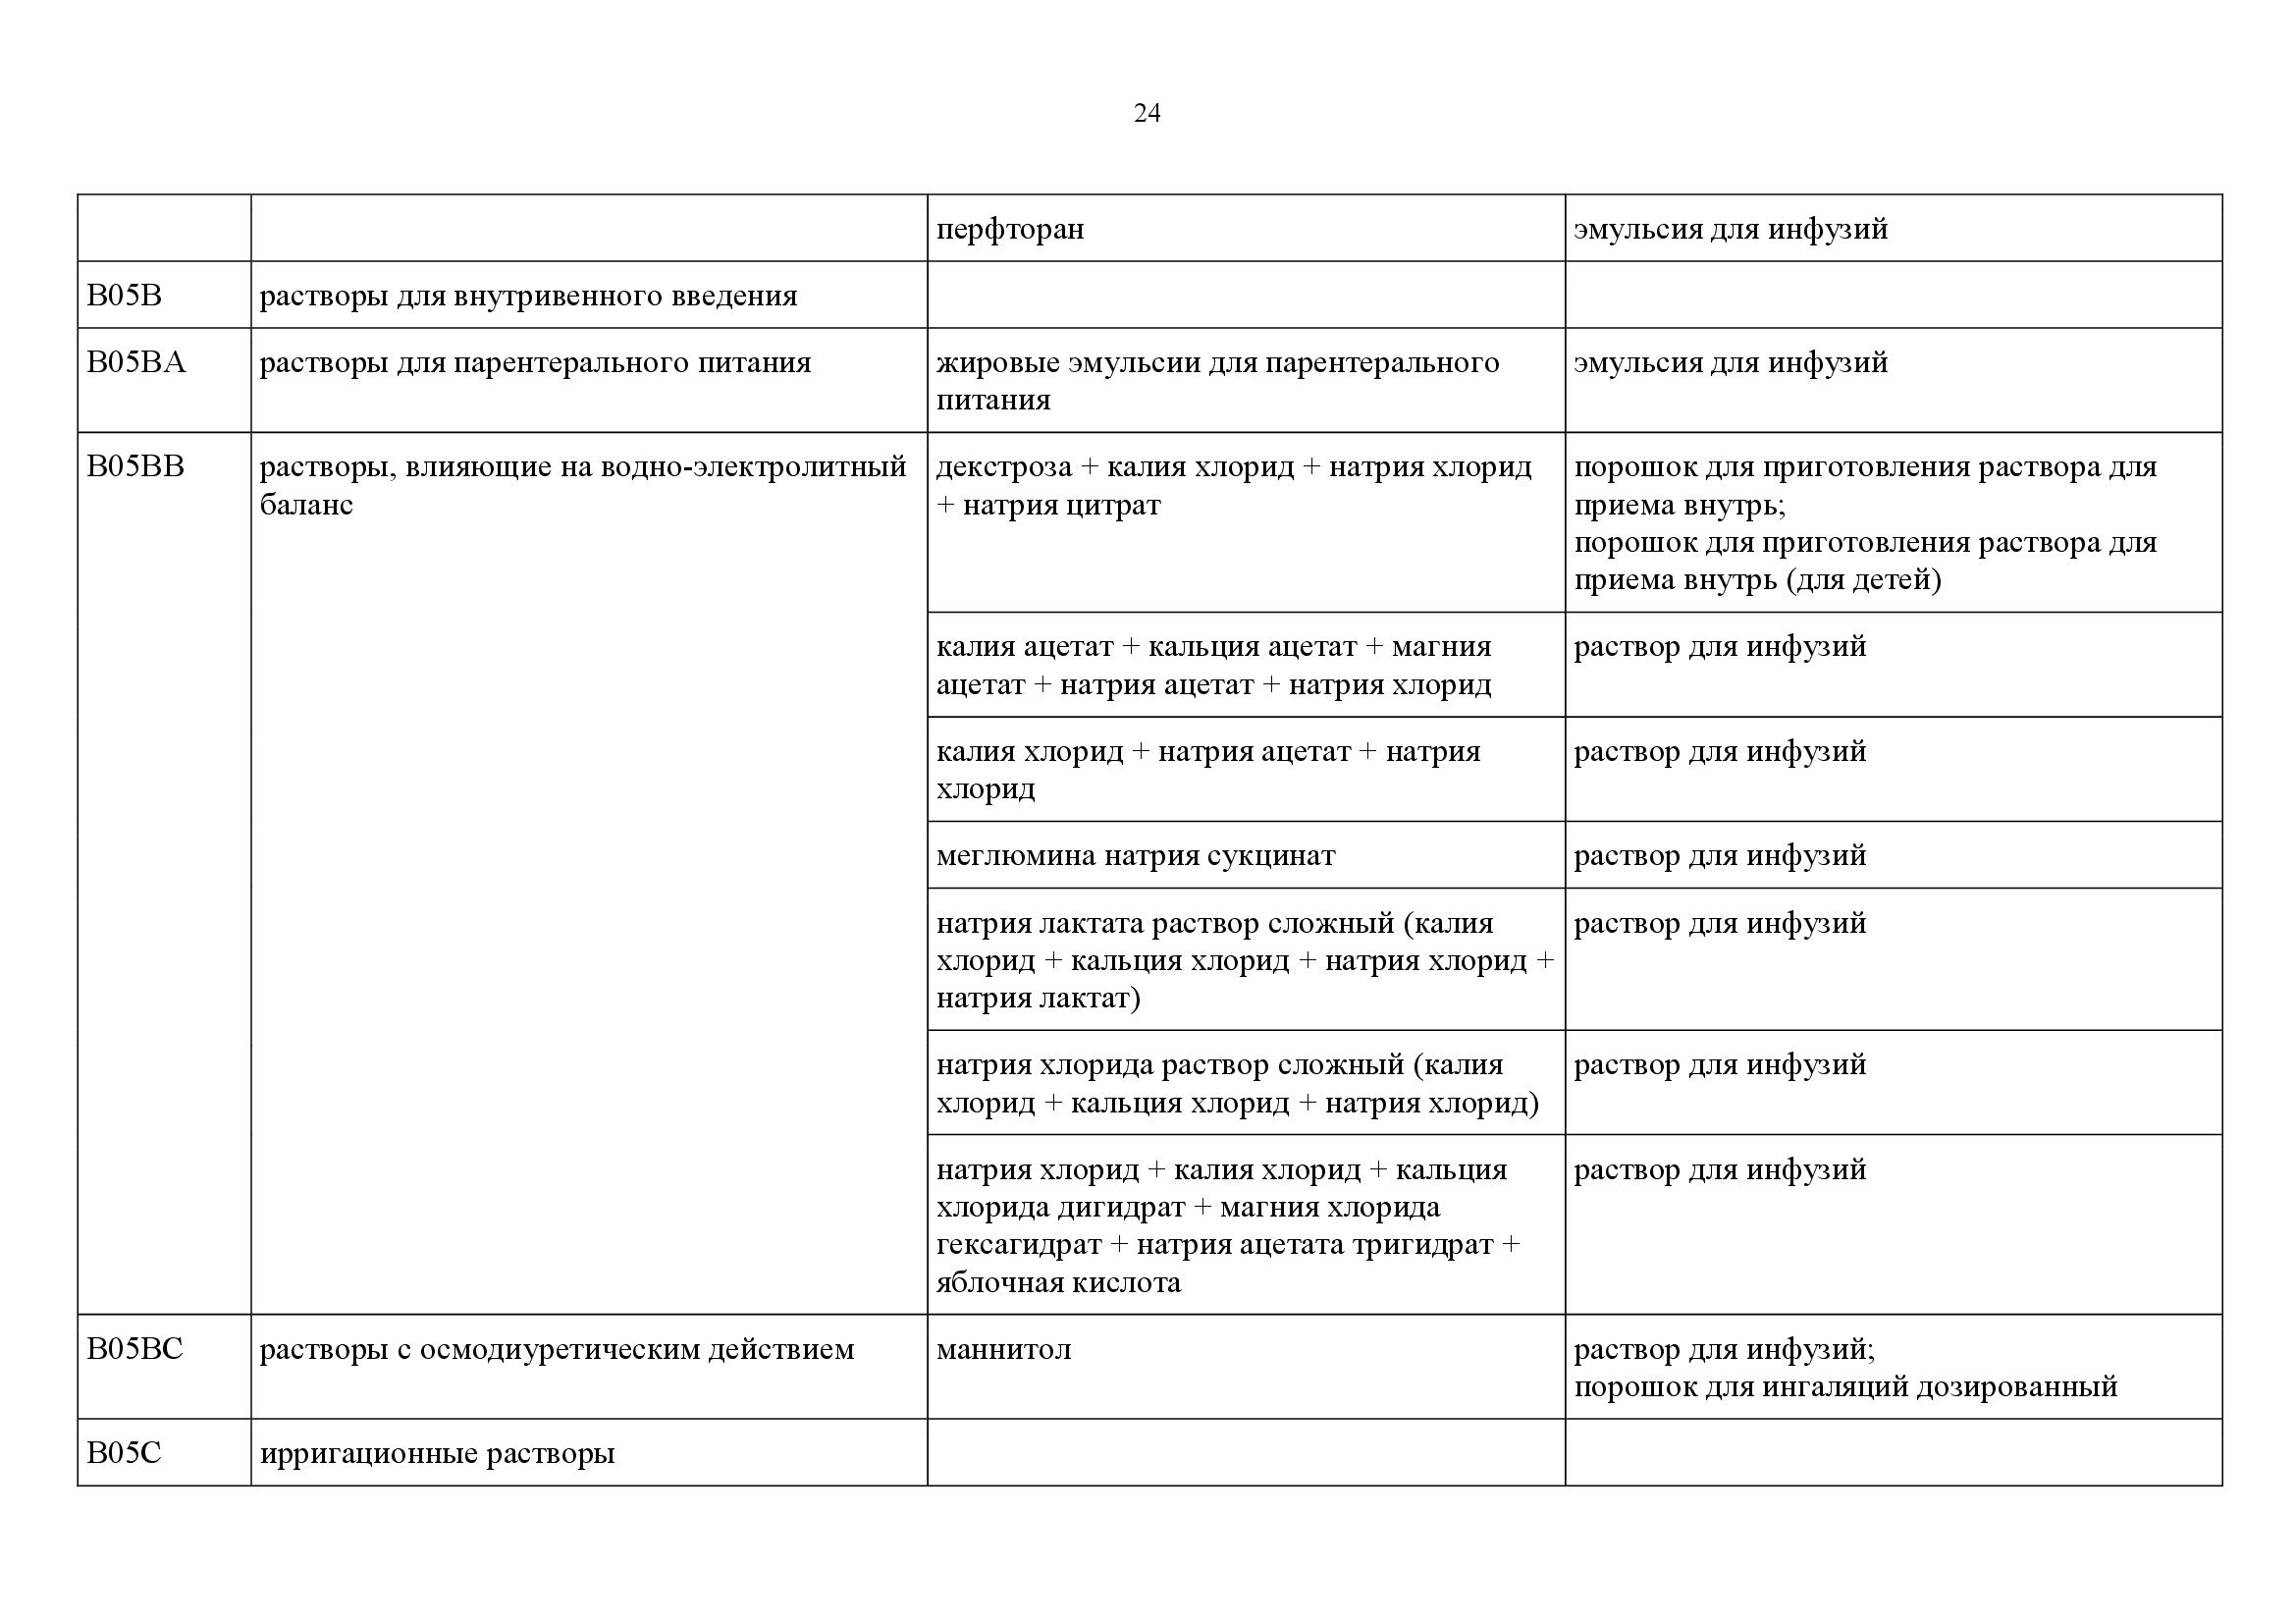 24
перфторан
эмульсия для инфузий
B05B
растворы для внутривенного введения
B05BA
растворы для парентерального питания
жировые эмульсии для парентерального
питания
эмульсия для инфузий
B05BB
растворы, влияющие на водно-электролитный
баланс
декстроза + калия хлорид + натрия хлорид
+ натрия цитрат
порошок для приготовления раствора для
приема внутрь;
порошок для приготовления раствора для
приема внутрь (для детей)
калия ацетат + кальция ацетат + магния
ацетат + натрия ацетат + натрия хлорид
раствор для инфузий
калия хлорид + натрия ацетат + натрия
хлорид
раствор для инфузий
меглюмина натрия сукцинат
раствор для инфузий
натрия лактата раствор сложный (калия
хлорид + кальция хлорид + натрия хлорид +
натрия лактат)
раствор для инфузий
натрия хлорида раствор сложный (калия
хлорид + кальция хлорид + натрия хлорид)
раствор для инфузий
натрия хлорид + калия хлорид + кальция
хлорида дигидрат + магния хлорида
гексагидрат + натрия ацетата тригидрат +
яблочная кислота
раствор для инфузий
B05BC
растворы с осмодиуретическим действием
маннитол
раствор для инфузий;
порошок для ингаляций дозированный
B05C
ирригационные растворы